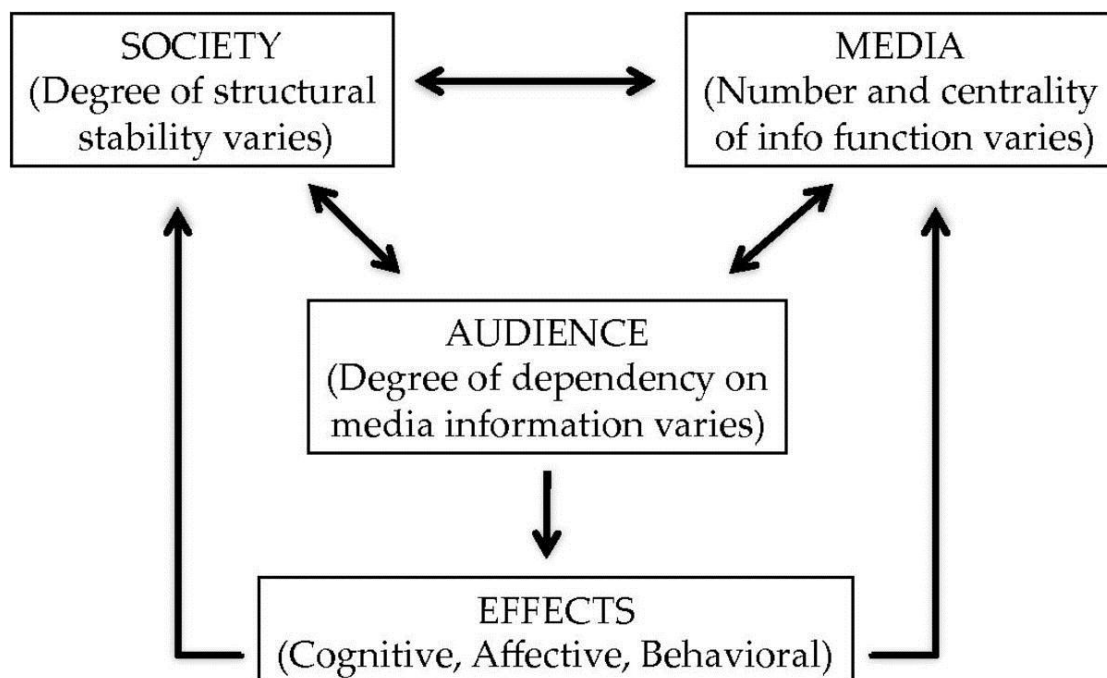 SOCIETY
(Degree of structural
stability varies)
MEDIA
(Number and centrality
of info function varies)
AUDIENCE
(Degree of dependency on
media information varies)
EFFECTS
(Cognitive, Affective, Behavioral)